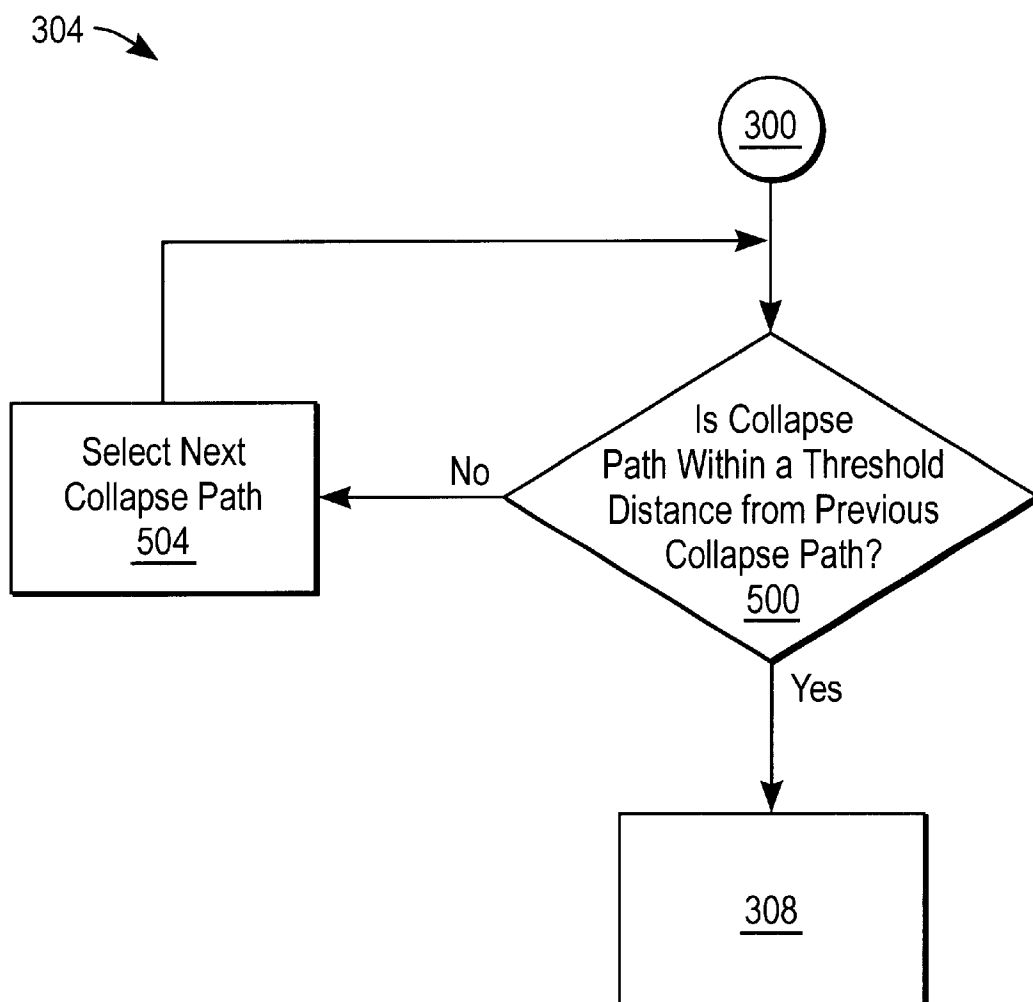 304
300
Select Next
Collapse Path
504
No
Is Collapse
Path Within a Threshold
Distance from Previous
Collapse Path?
500
Yes
308